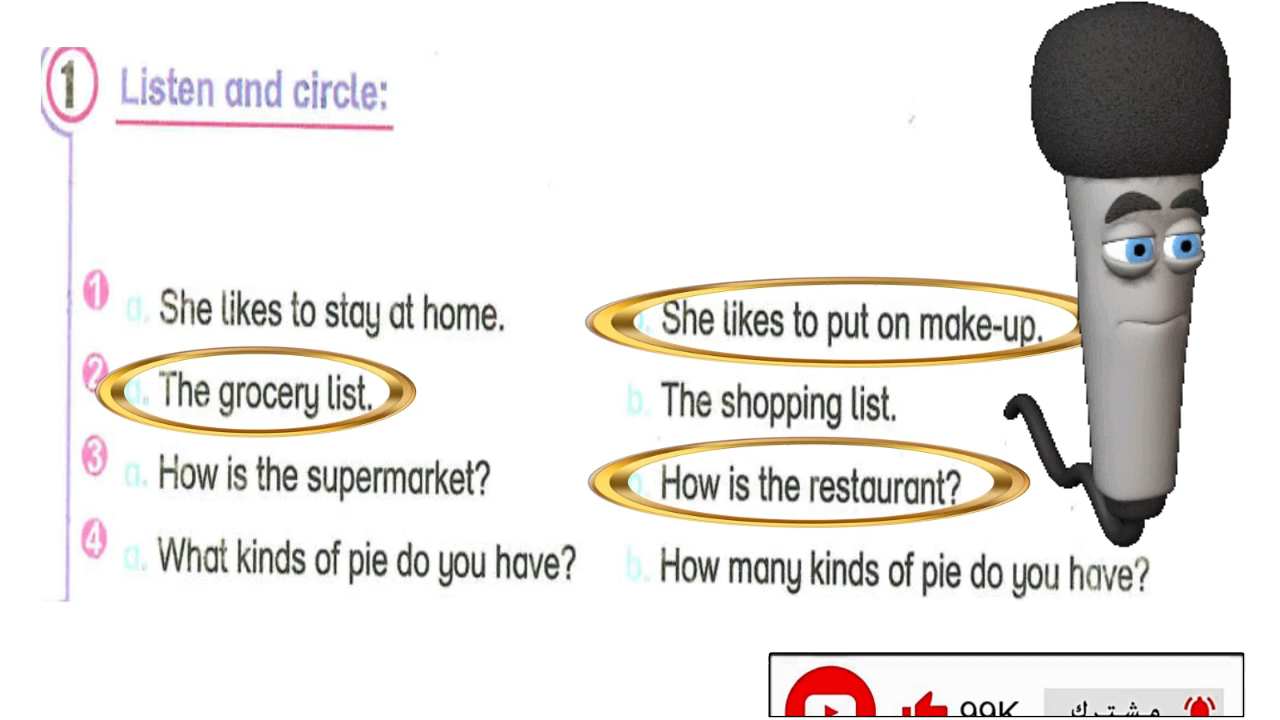 1 Listen and circle:
1 a. She likes to stay at home. b. She likes to put on make-up.
2 a. The grocery list. b. The shopping list.
3 a. How is the supermarket? b. How is the restaurant?
4 a. What kinds of pie do you have? b. How many kinds of pie do you have?
99K مشترك